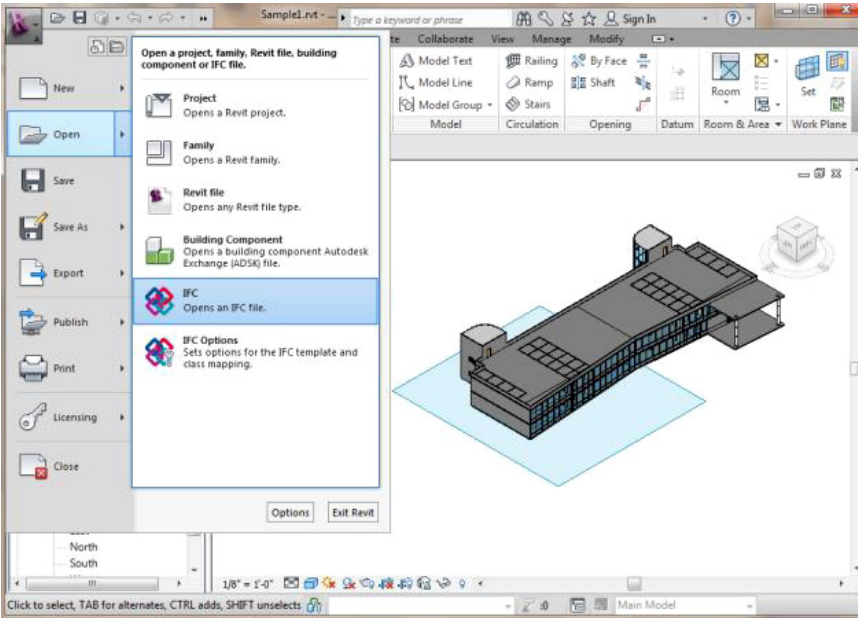 Sample1.rvt - ...
Type a keyword or phrase
Sign In
Collaborate View Manage Modify
Model Text
Model Line
Model Group
Model
Railing
Ramp
Stairs
Circulation
By Face
Shaft
Opening
Datum
Room
Room & Area
Set
Work Plane
New
Open
Save
Save As
Export
Publish
Print
Licensing
Close
Open a project, family, Revit file, building
component or IFC file.
Project
Opens a Revit project.
Family
Opens a Revit family.
Revit file
Opens any Revit file type.
Building Component
Opens a building component Autodesk
Exchange (ADSK) file.
IFC
Opens an IFC file.
IFC Options
Sets options for the IFC template and
class mapping.
Options
Exit Revit
North
South
1/8" = 1'-0"
Click to select, TAB for alternates, CTRL adds, SHIFT unselects
:0
Main Model